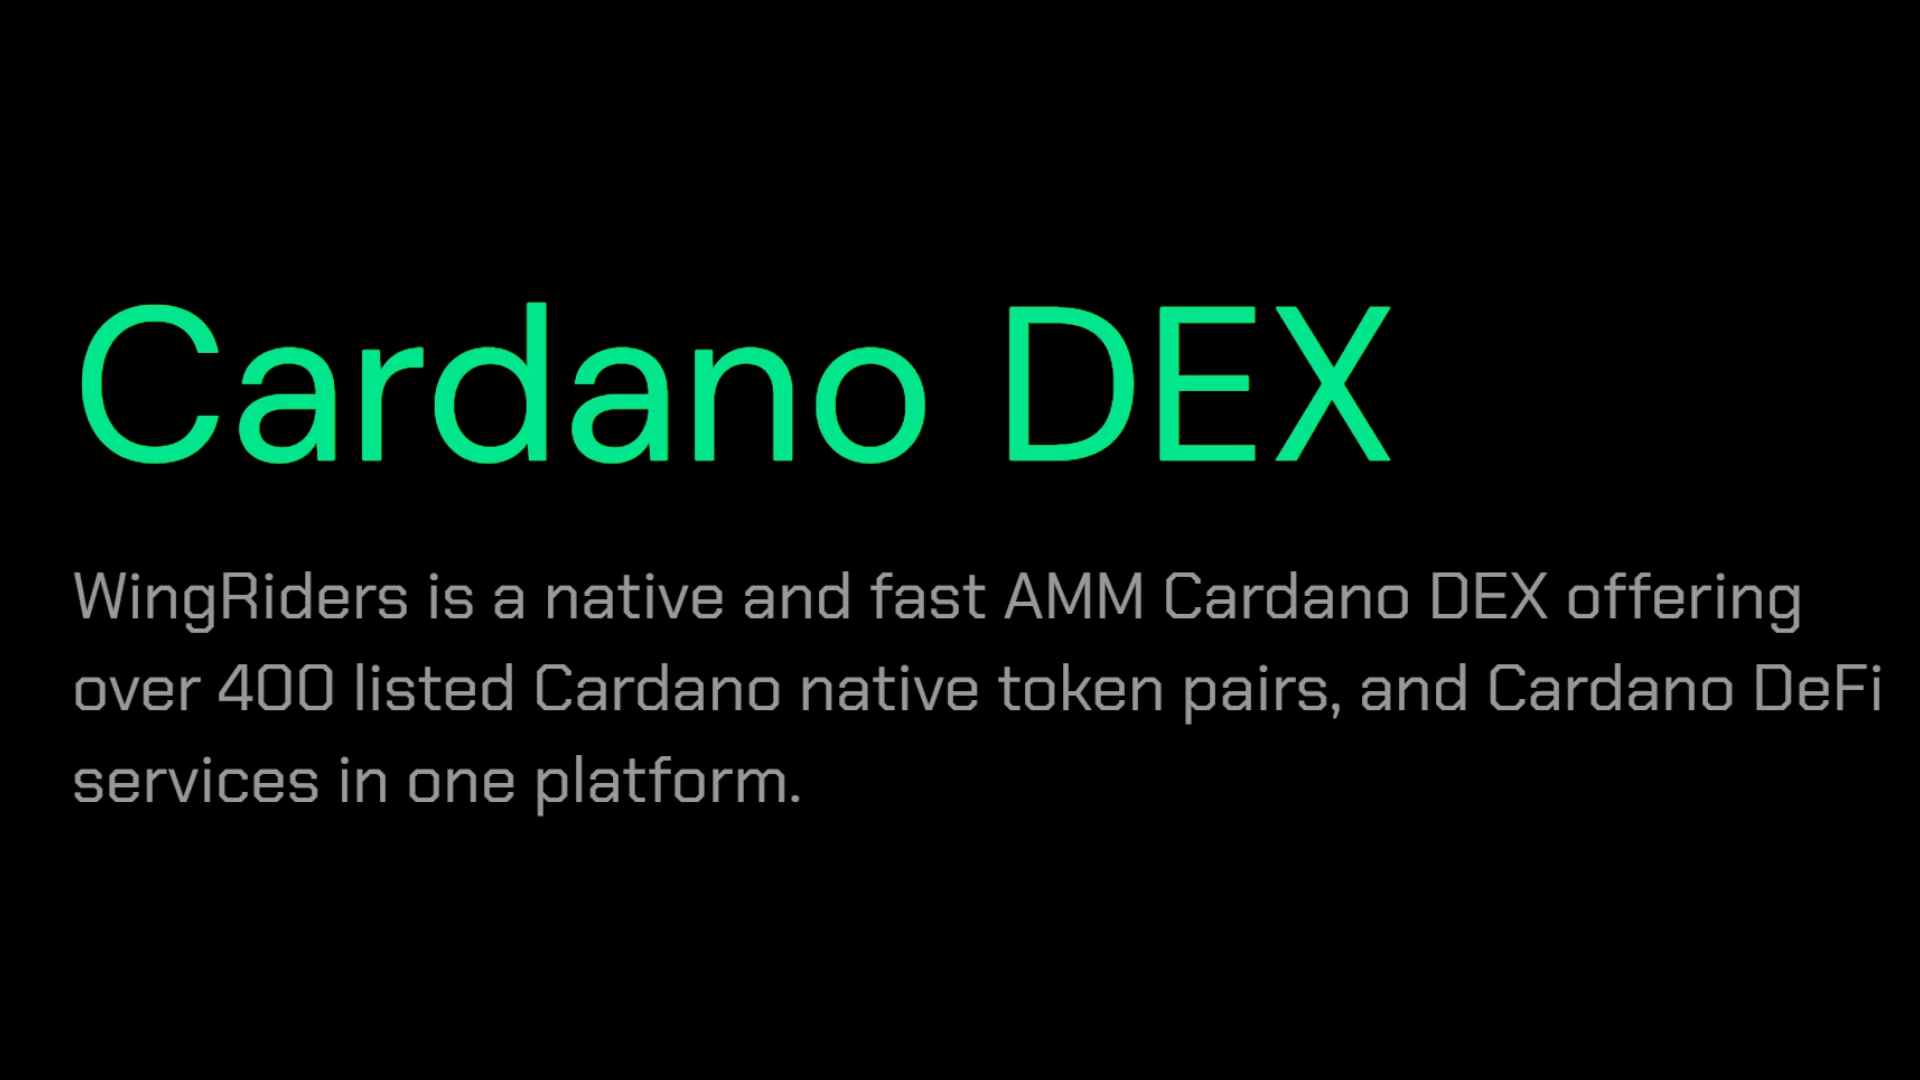 Cardano DEX
WingRiders is a native and fast AMM Cardano DEX offering
over 400 listed Cardano native token pairs, and Cardano DeFi
services in one platform.